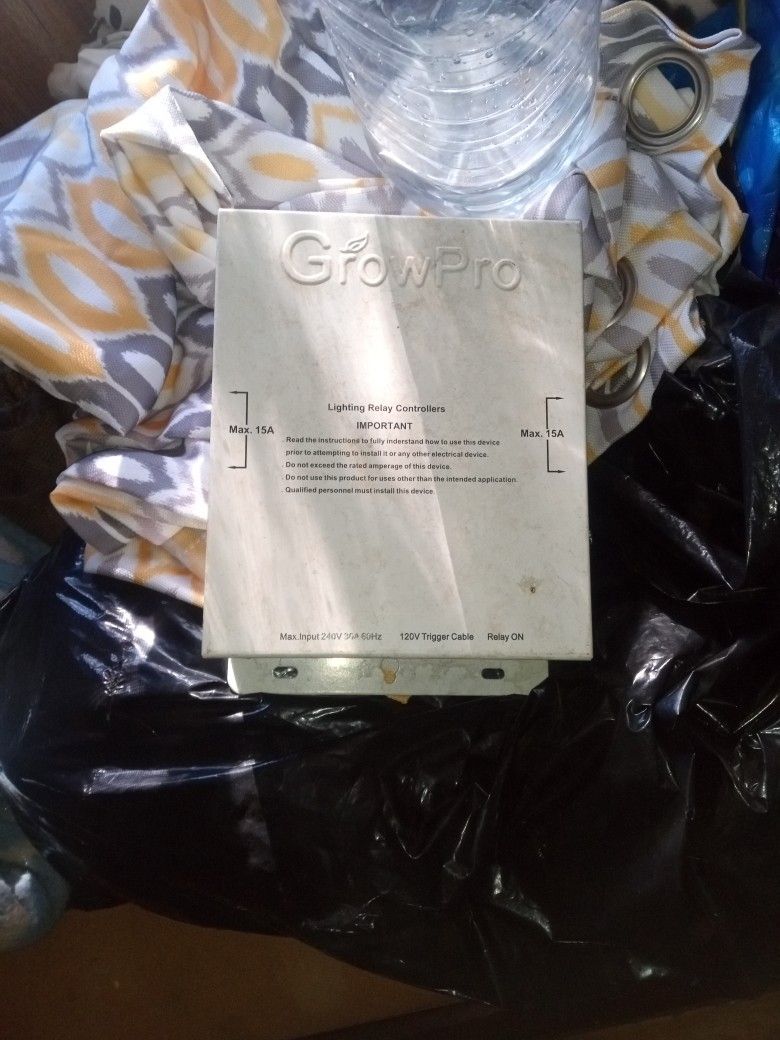 GrowPro
Lighting Relay Controllers
IMPORTANT
Max. 15A
Max. 15A
Read the instructions to fully inderstand how to use this device
prior to attempting to install it or any other electrical device.
Do not exceed the rated amperage of this device.
Do not use this product for uses other than the intended application.
Qualified personnel must install this device.
Max.Input 240V 30A 60Hz 120V Trigger Cable Relay ON